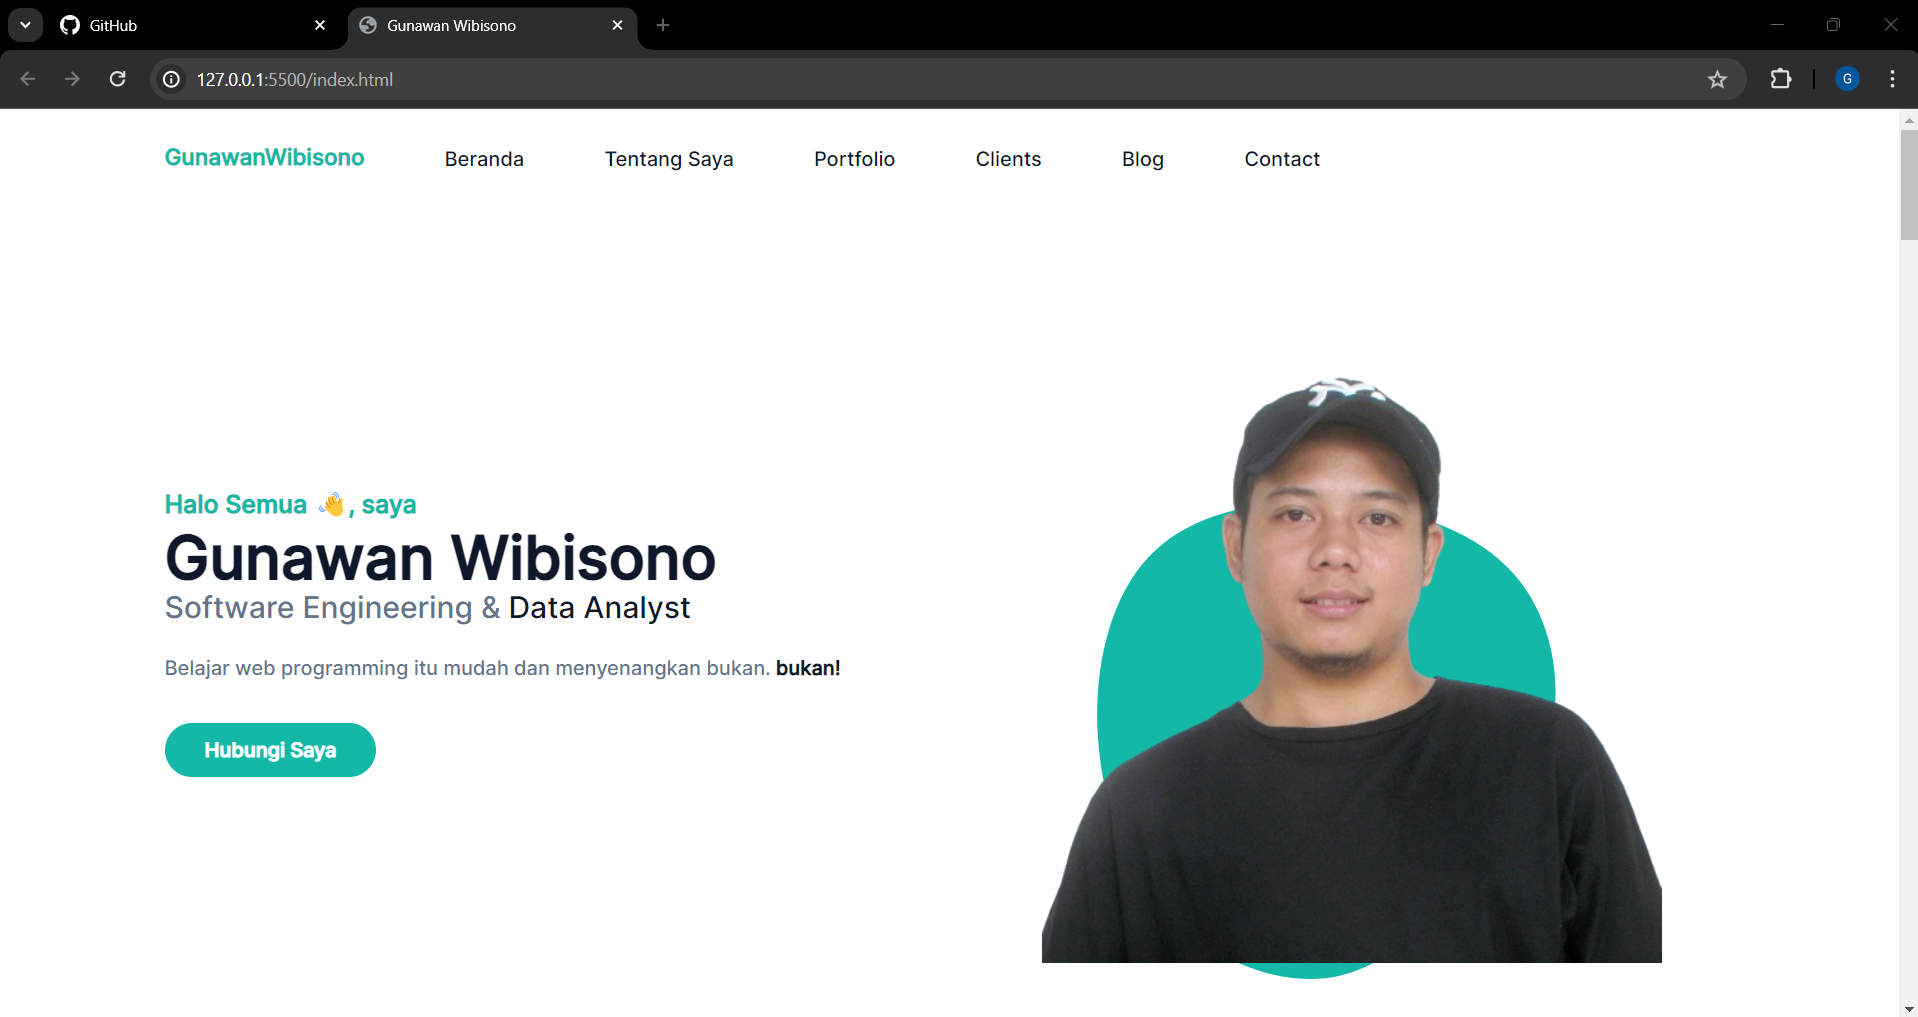 GitHub
Gunawan Wibisono
127.0.0.1:5500/index.html
G
GunawanWibisono Beranda Tentang Saya Portfolio Clients Blog Contact
Halo Semua 👋, saya
Gunawan Wibisono
Software Engineering & Data Analyst
Belajar web programming itu mudah dan menyenangkan bukan. bukan!
Hubungi Saya